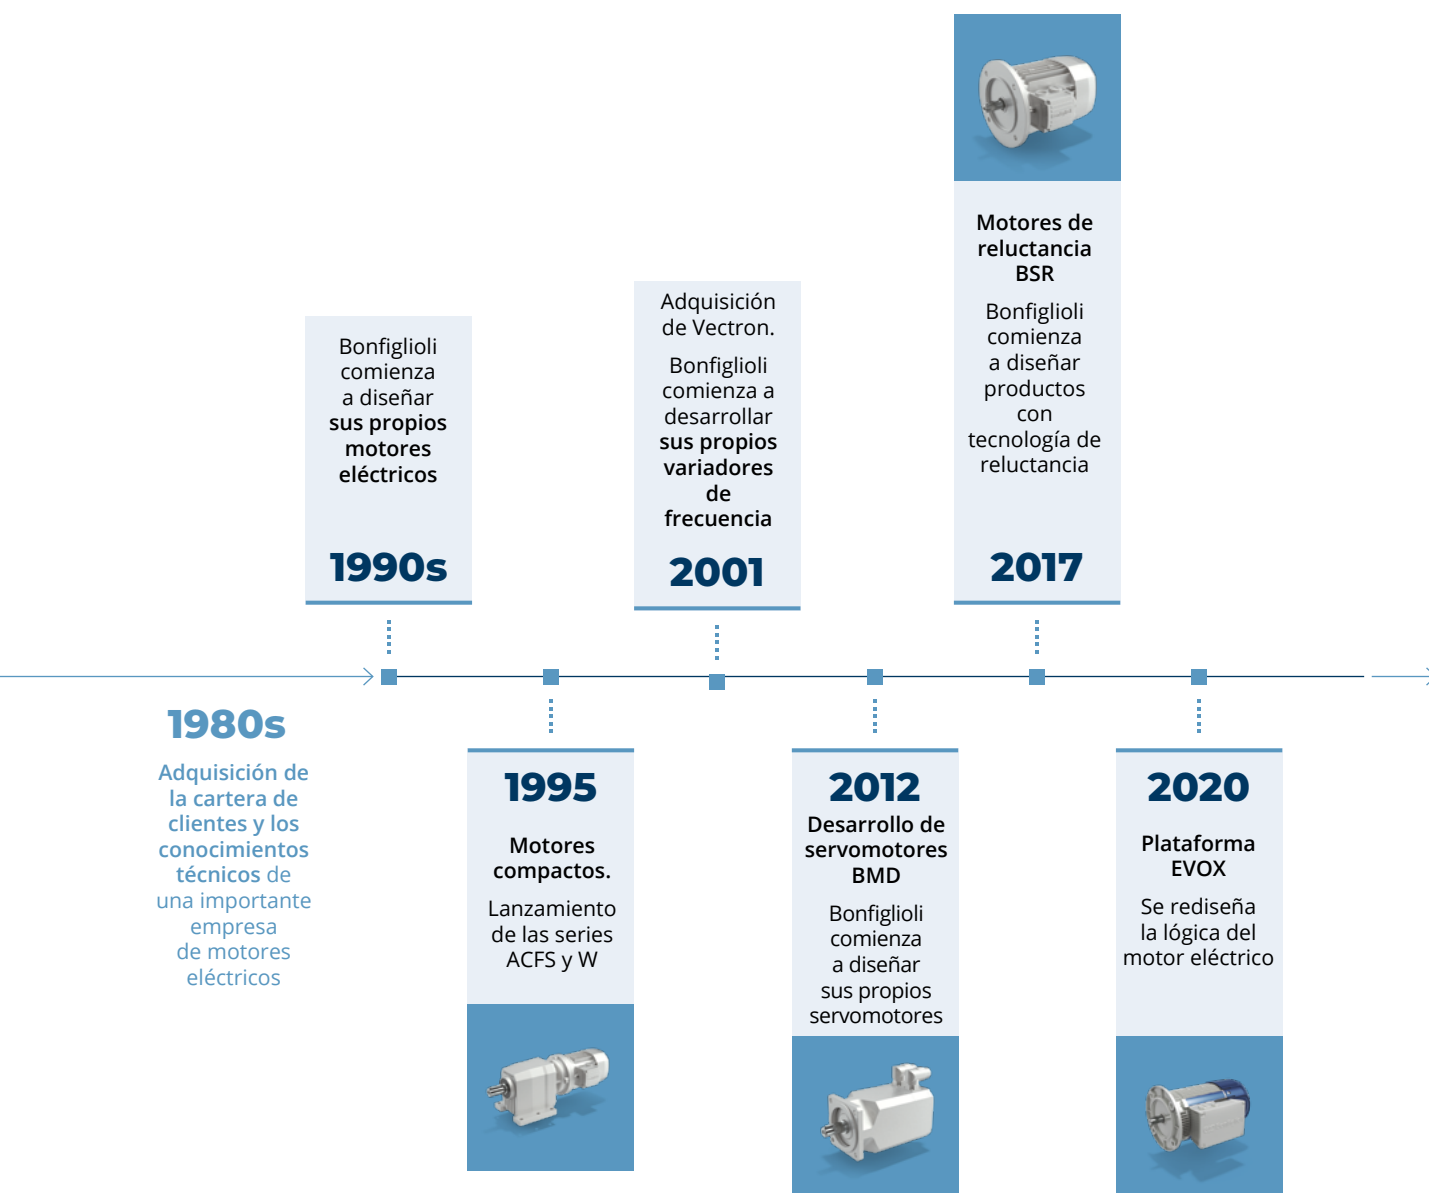 1980s
Adquisición de
la cartera de
clientes y los
conocimientos
técnicos de
una importante
empresa
de motores
eléctricos
Bonfiglioli
comienza
a diseñar
sus propios
motores
eléctricos
1990s
1995
Motores
compactos.
Lanzamiento
de las series
ACFS y W
Adquisición
de Vectron.
Bonfiglioli
comienza a
desarrollar
sus propios
variadores
de
frecuencia
2001
2012
Desarrollo de
servomotores
BMD
Bonfiglioli
comienza
a diseñar
sus propios
servomotores
Motores de
reluctancia
BSR
Bonfiglioli
comienza
a diseñar
productos
con
tecnología de
reluctancia
2017
2020
Plataforma
EVOX
Se rediseña
la lógica del
motor eléctrico